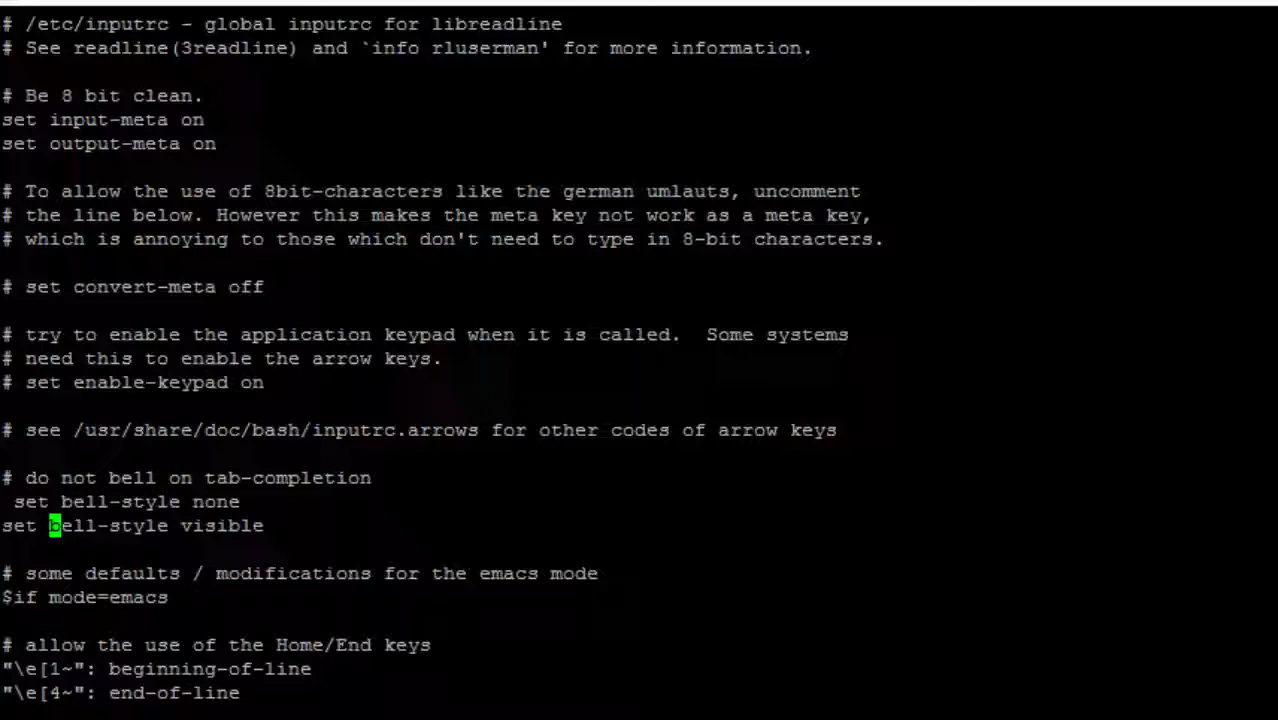 # /etc/inputrc - global inputrc for libreadline
# See readline(3readline) and `info rluserman' for more information.
# Be 8 bit clean.
set input-meta on
set output-meta on
# To allow the use of 8bit-characters like the german umlauts, uncomment
# the line below. However this makes the meta key not work as a meta key,
# which is annoying to those which don't need to type in 8-bit characters.
# set convert-meta off
# try to enable the application keypad when it is called.  Some systems
# need this to enable the arrow keys.
# set enable-keypad on
# see /usr/share/doc/bash/inputrc.arrows for other codes of arrow keys
# do not bell on tab-completion
 set bell-style none
set bell-style visible
# some defaults / modifications for the emacs mode
$if mode=emacs
# allow the use of the Home/End keys
"\e[1~": beginning-of-line
"\e[4~": end-of-line